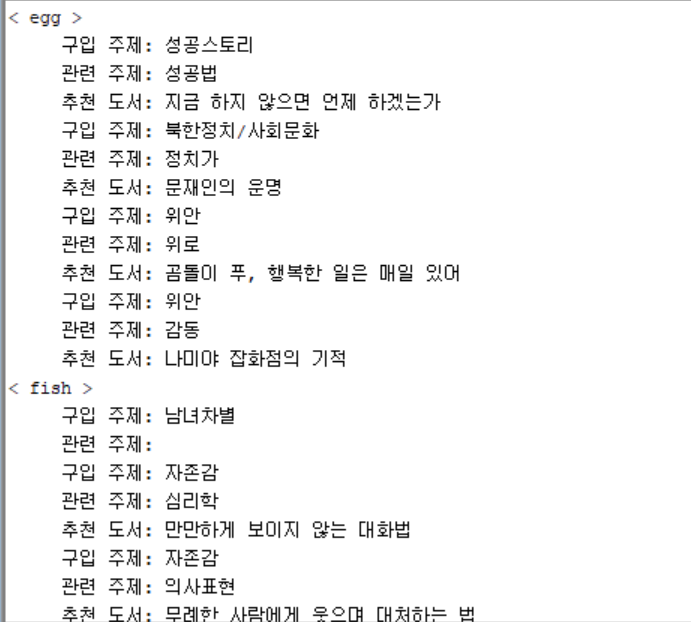 < egg >
구입 주제: 성공스토리
관련 주제: 성공법
추천 도서: 지금 하지 않으면 언제 하겠는가
구입 주제: 북한정치/사회문화
관련 주제: 정치가
추천 도서: 문재인의 운명
구입 주제: 위안
관련 주제: 위로
추천 도서: 곰돌이 푸, 행복한 일은 매일 있어
구입 주제: 위안
관련 주제: 감동
추천 도서: 나미야 잡화점의 기적
< fish >
구입 주제: 남녀차별
관련 주제:
구입 주제: 자존감
관련 주제: 심리학
추천 도서: 만만하게 보이지 않는 대화법
구입 주제: 자존감
관련 주제: 의사표현
추천 도서: 무례한 사람에게 웃으며 대처하는 법